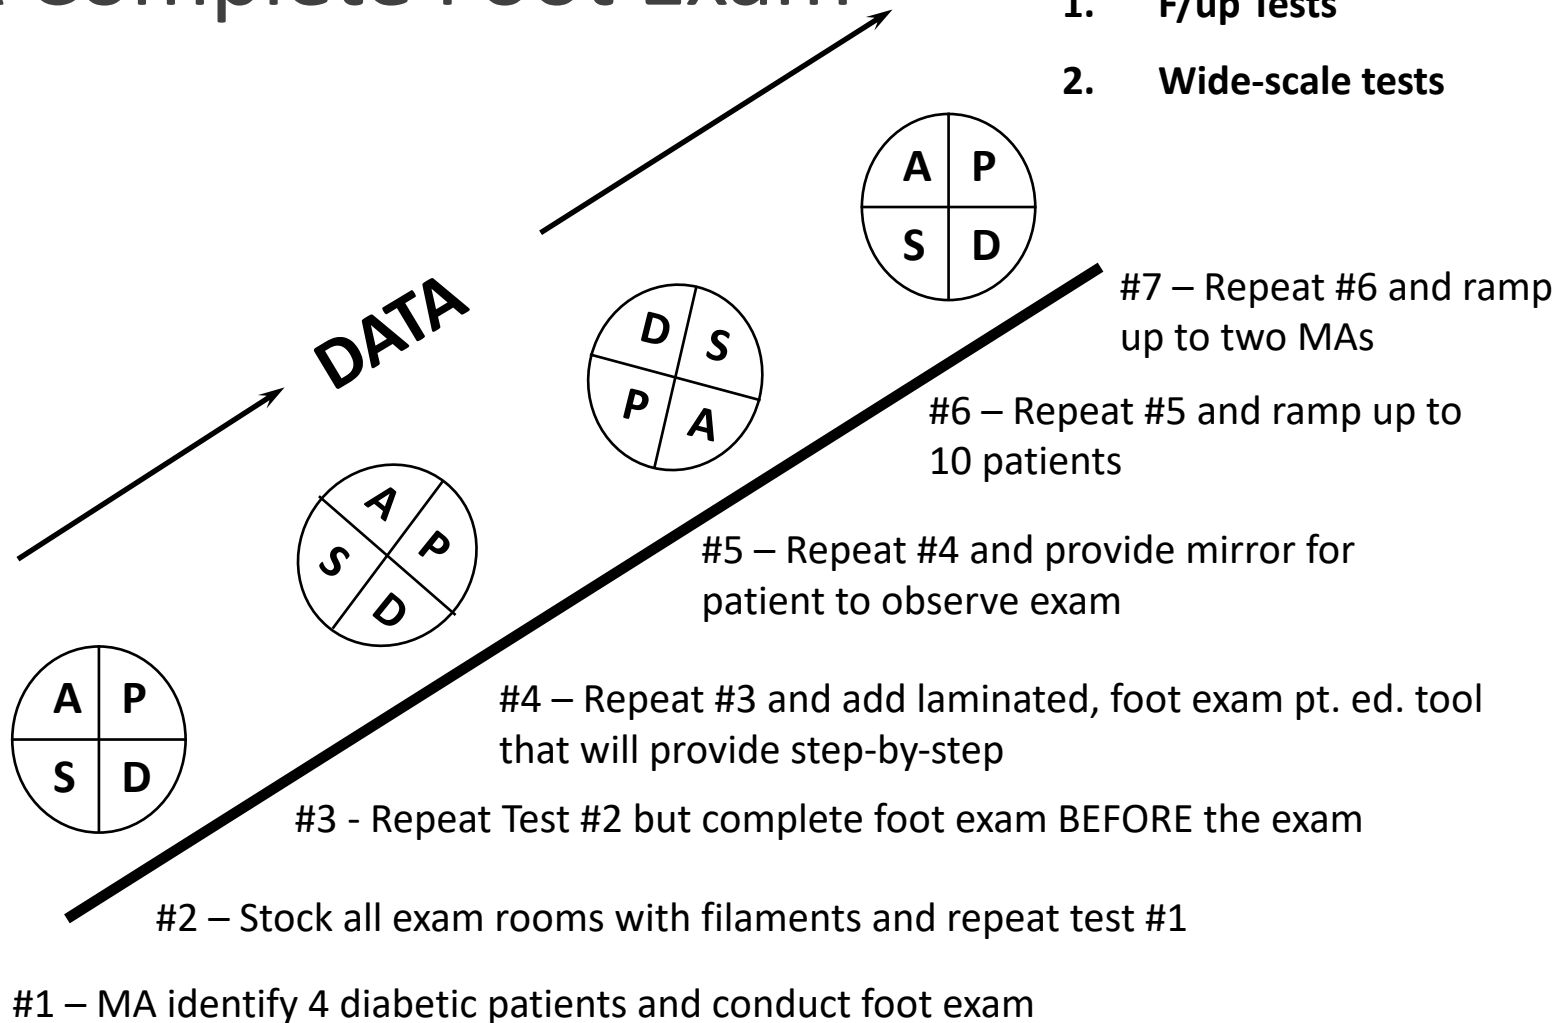 Complete Foot Exam
1. F/up Tests
2. Wide-scale tests
A P
S D
DATA
D S
P A
#7 – Repeat #6 and ramp
up to two MAs
#6 – Repeat #5 and ramp up to
10 patients
A P
S D
#5 – Repeat #4 and provide mirror for
patient to observe exam
A P
S D
#4 – Repeat #3 and add laminated, foot exam pt. ed. tool
that will provide step-by-step
#3 - Repeat Test #2 but complete foot exam BEFORE the exam
#2 – Stock all exam rooms with filaments and repeat test #1
#1 – MA identify 4 diabetic patients and conduct foot exam